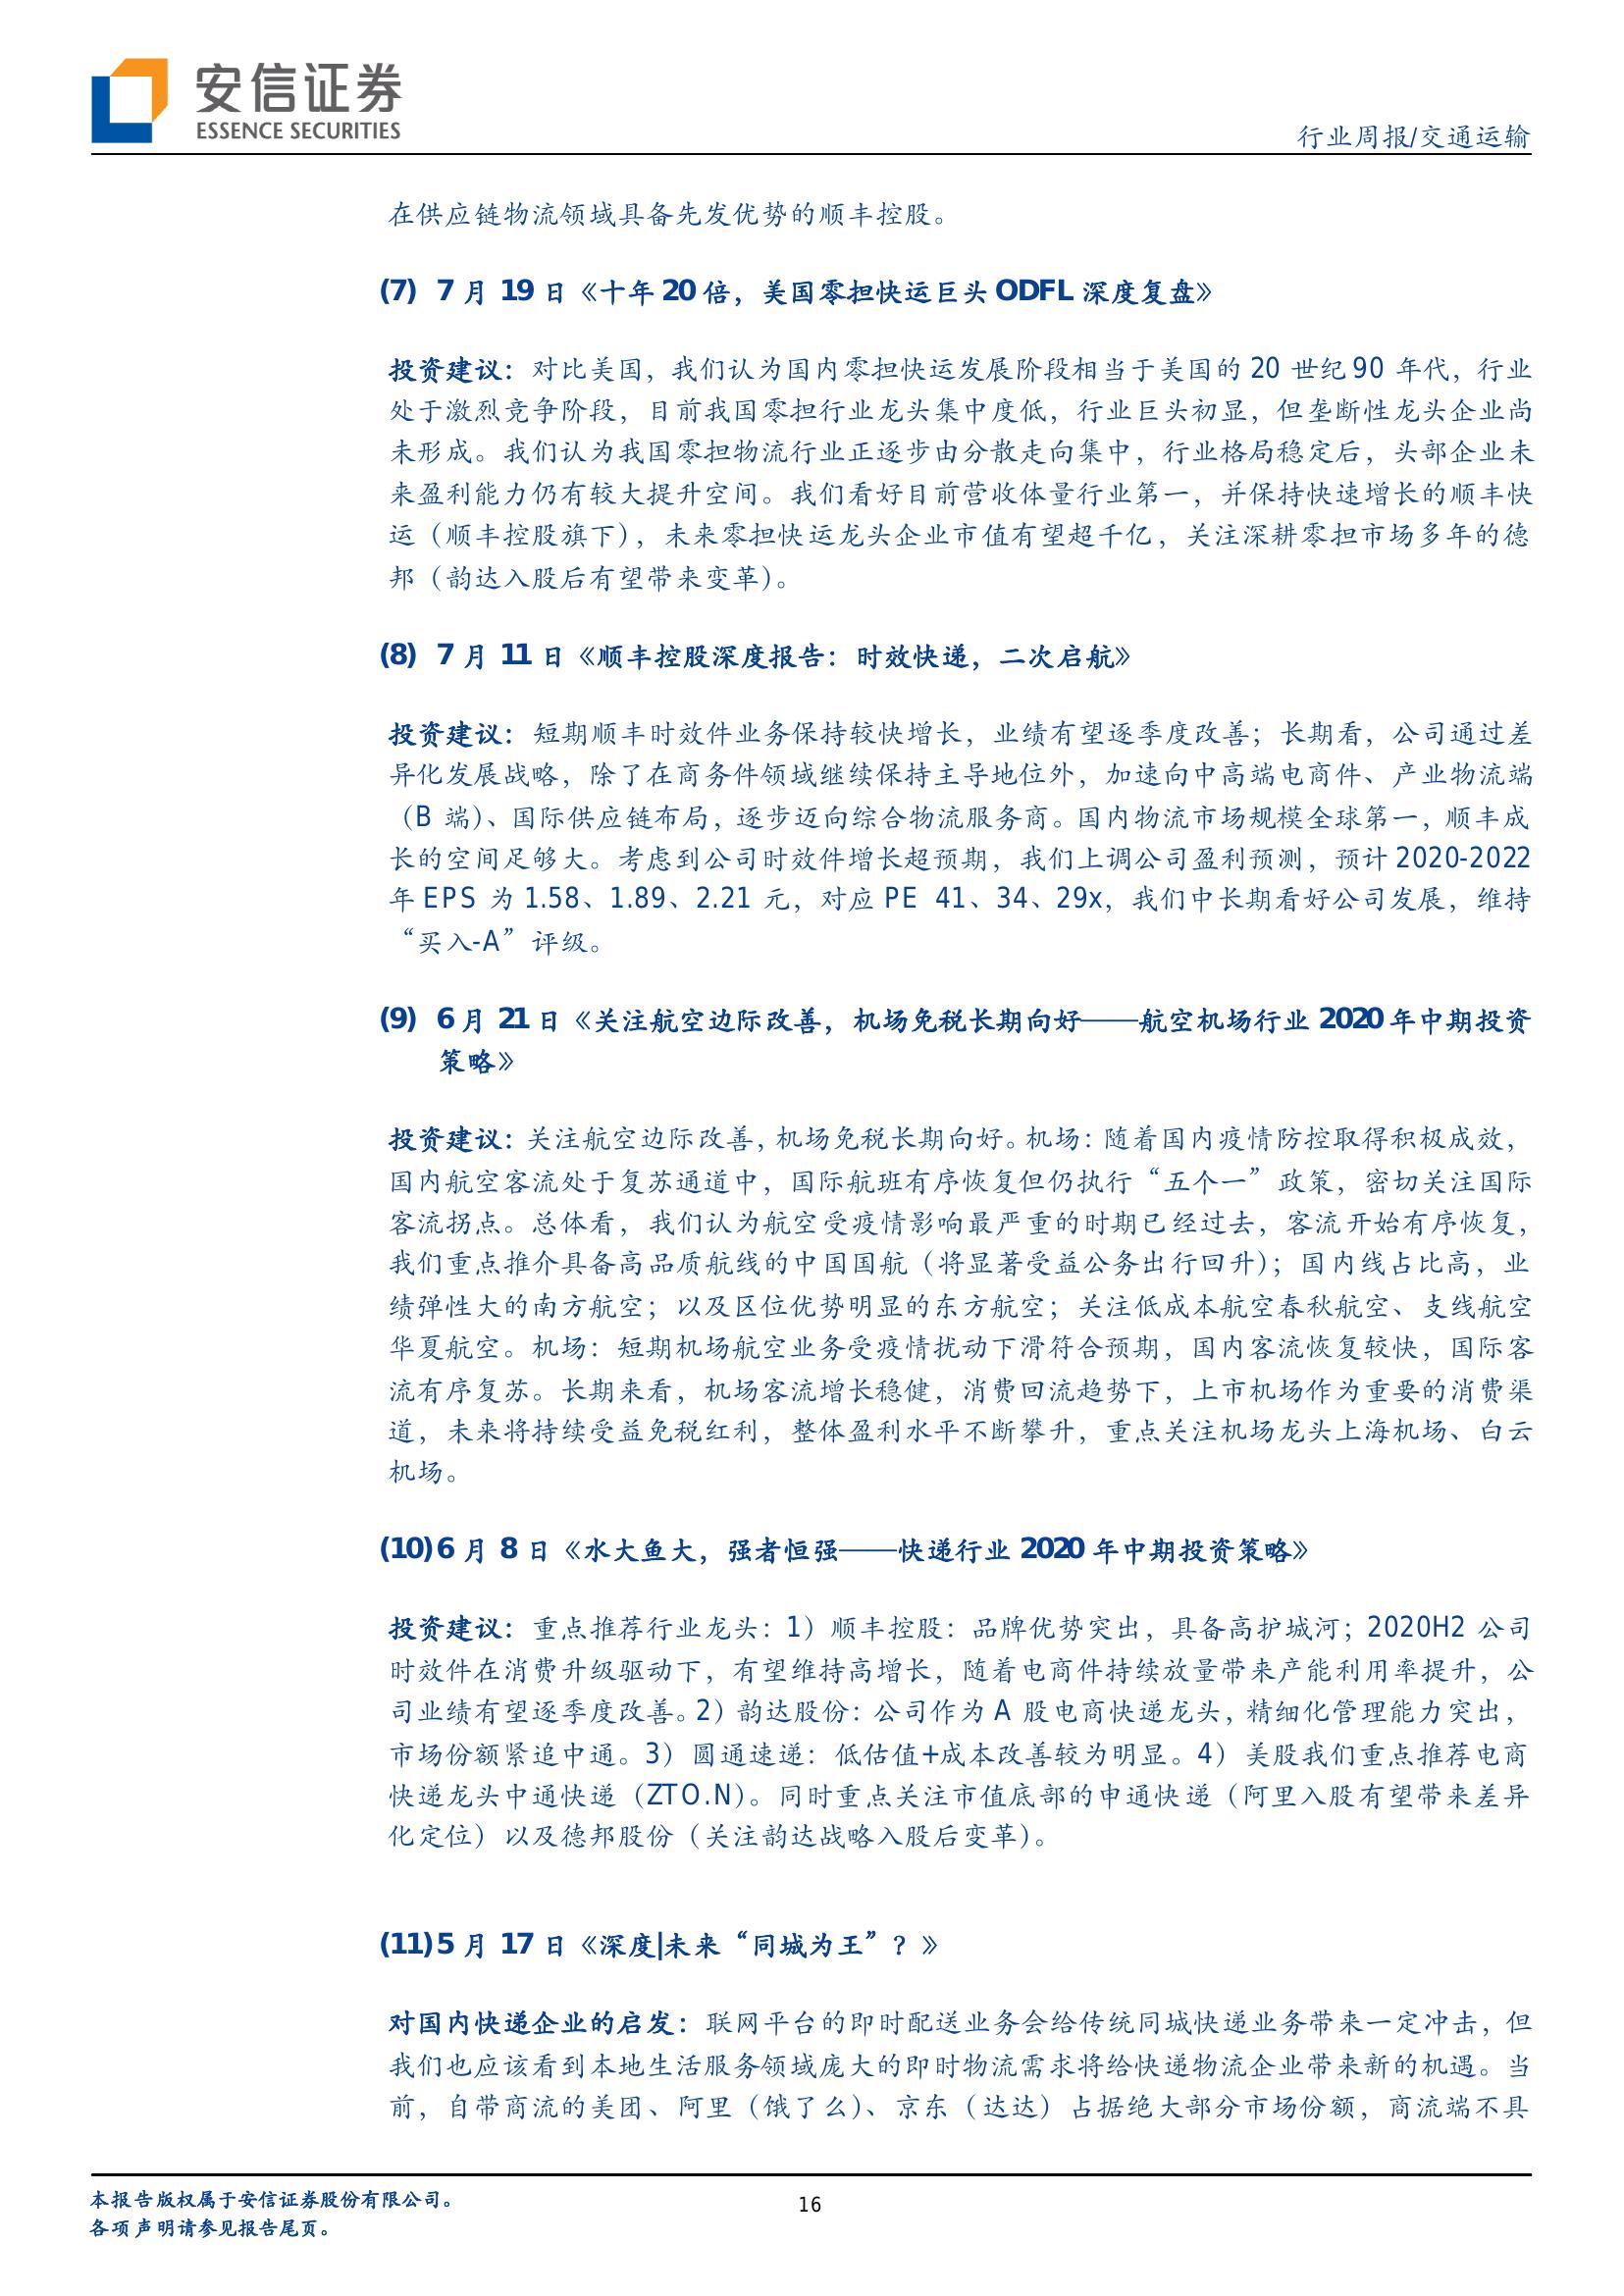 安信证券
ESSENCE SECURITIES
行业周报/交通运输
在供应链物流领域具备先发优势的顺丰控股。
(7) 7 月 19 日《十年 20 倍，美国零担快运巨头 ODFL 深度复盘》
投资建议：对比美国，我们认为国内零担快运发展阶段相当于美国的 20 世纪 90 年代，行业
处于激烈竞争阶段，目前我国零担行业龙头集中度低，行业巨头初显，但垄断性龙头企业尚
未形成。我们认为我国零担物流行业正逐步由分散走向集中，行业格局稳定后，头部企业未
来盈利能力仍有较大提升空间。我们看好目前营收体量行业第一，并保持快速增长的顺丰快
运（顺丰控股旗下），未来零担快运龙头企业市值有望超千亿，关注深耕零担市场多年的德
邦（韵达入股后有望带来变革）。
(8) 7 月 11 日《顺丰控股深度报告：时效快递，二次启航》
投资建议：短期顺丰时效件业务保持较快增长，业绩有望逐季度改善；长期看，公司通过差
异化发展战略，除了在商务件领域继续保持主导地位外，加速向中高端电商件、产业物流端
（B 端）、国际供应链布局，逐步迈向综合物流服务商。国内物流市场规模全球第一，顺丰成
长的空间足够大。考虑到公司时效件增长超预期，我们上调公司盈利预测，预计 2020-2022
年 EPS 为 1.58、1.89、2.21 元，对应 PE 41、34、29x，我们中长期看好公司发展，维持
“买入-A”评级。
(9) 6 月 21 日《关注航空边际改善，机场免税长期向好——航空机场行业 2020 年中期投资
策略》
投资建议：关注航空边际改善，机场免税长期向好。机场：随着国内疫情防控取得积极成效，
国内航空客流处于复苏通道中，国际航班有序恢复但仍执行“五个一”政策，密切关注国际
客流拐点。总体看，我们认为航空受疫情影响最严重的时期已经过去，客流开始有序恢复，
我们重点推介具备高品质航线的中国国航（将显著受益公务出行回升）；国内线占比高，业
绩弹性大的南方航空；以及区位优势明显的东方航空；关注低成本航空春秋航空、支线航空
华夏航空。机场：短期机场航空业务受疫情扰动下滑符合预期，国内客流恢复较快，国际客
流有序复苏。长期来看，机场客流增长稳健，消费回流趋势下，上市机场作为重要的消费渠
道，未来将持续受益免税红利，整体盈利水平不断攀升，重点关注机场龙头上海机场、白云
机场。
(10) 6 月 8 日《水大鱼大，强者恒强——快递行业 2020 年中期投资策略》
投资建议：重点推荐行业龙头：1）顺丰控股：品牌优势突出，具备高护城河；2020H2 公司
时效件在消费升级驱动下，有望维持高增长，随着电商件持续放量带来产能利用率提升，公
司业绩有望逐季度改善。2）韵达股份：公司作为 A 股电商快递龙头，精细化管理能力突出，
市场份额紧追中通。3）圆通速递：低估值+成本改善较为明显。4）美股我们重点推荐电商
快递龙头中通快递（ZTO.N）。同时重点关注市值底部的申通快递（阿里入股有望带来差异
化定位）以及德邦股份（关注韵达战略入股后变革）。
(11) 5 月 17 日《深度|未来“同城为王”？》
对国内快递企业的启发：联网平台的即时配送业务会给传统同城快递业务带来一定冲击，但
我们也应该看到本地生活服务领域庞大的即时物流需求将给快递物流企业带来新的机遇。当
前，自带商流的美团、阿里（饿了么）、京东（达达）占据绝大部分市场份额，商流端不具
本报告版权属于安信证券股份有限公司。
各项声明请参见报告尾页。
16